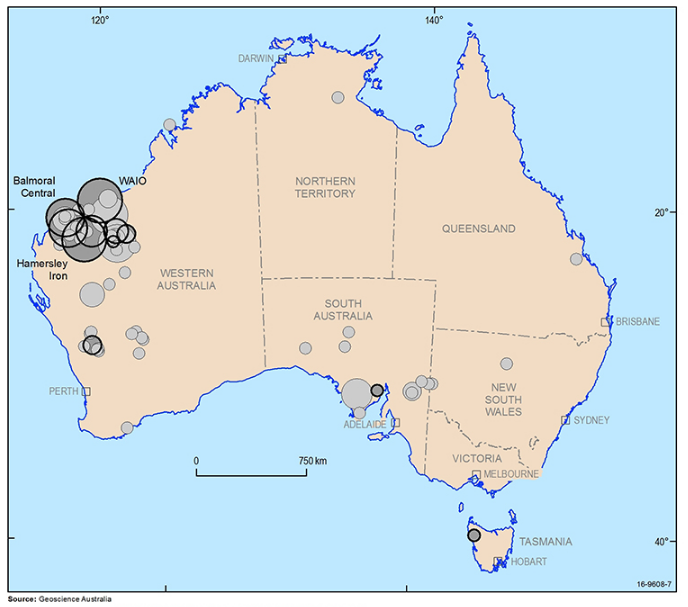 120°
140°
DARWIN
Balmoral
Central
WAIO
NORTHERN
TERRITORY
20°
20°
QUEENSLAND
Hamersley
Iron
WESTERN
AUSTRALIA
SOUTH
AUSTRALIA
BRISBANE
PERTH
NEW
SOUTH
WALES
ADELAIDE
SYDNEY
0
750 km
VICTORIA
MELBOURNE
TASMANIA
40°
HOBART
16-9608-7
Source: Geoscience Australia